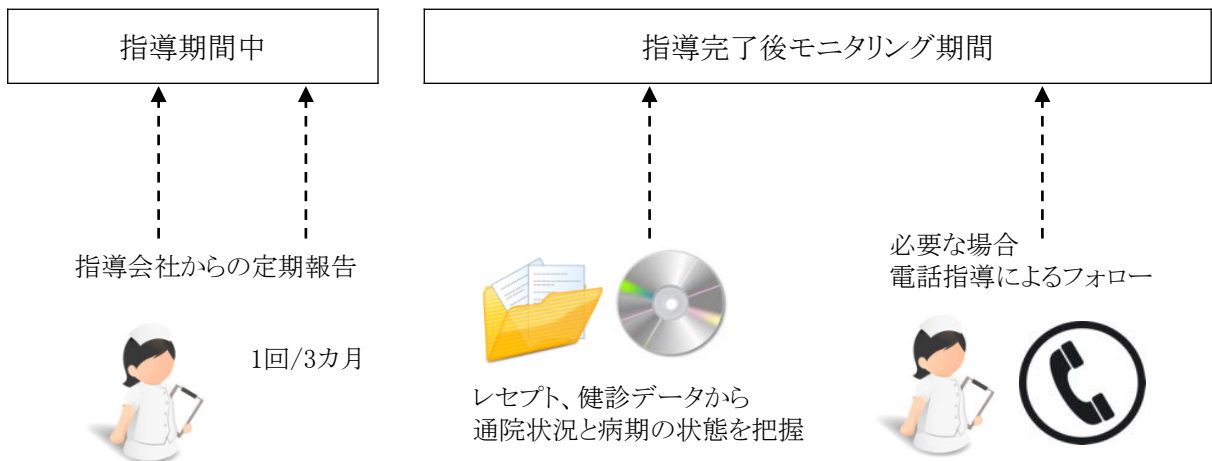 指導期間中
指導完了後モニタリング期間
指導会社からの定期報告
1回/3カ月
レセプト、健診データから
通院状況と病期の状態を把握
必要な場合
電話指導によるフォロー